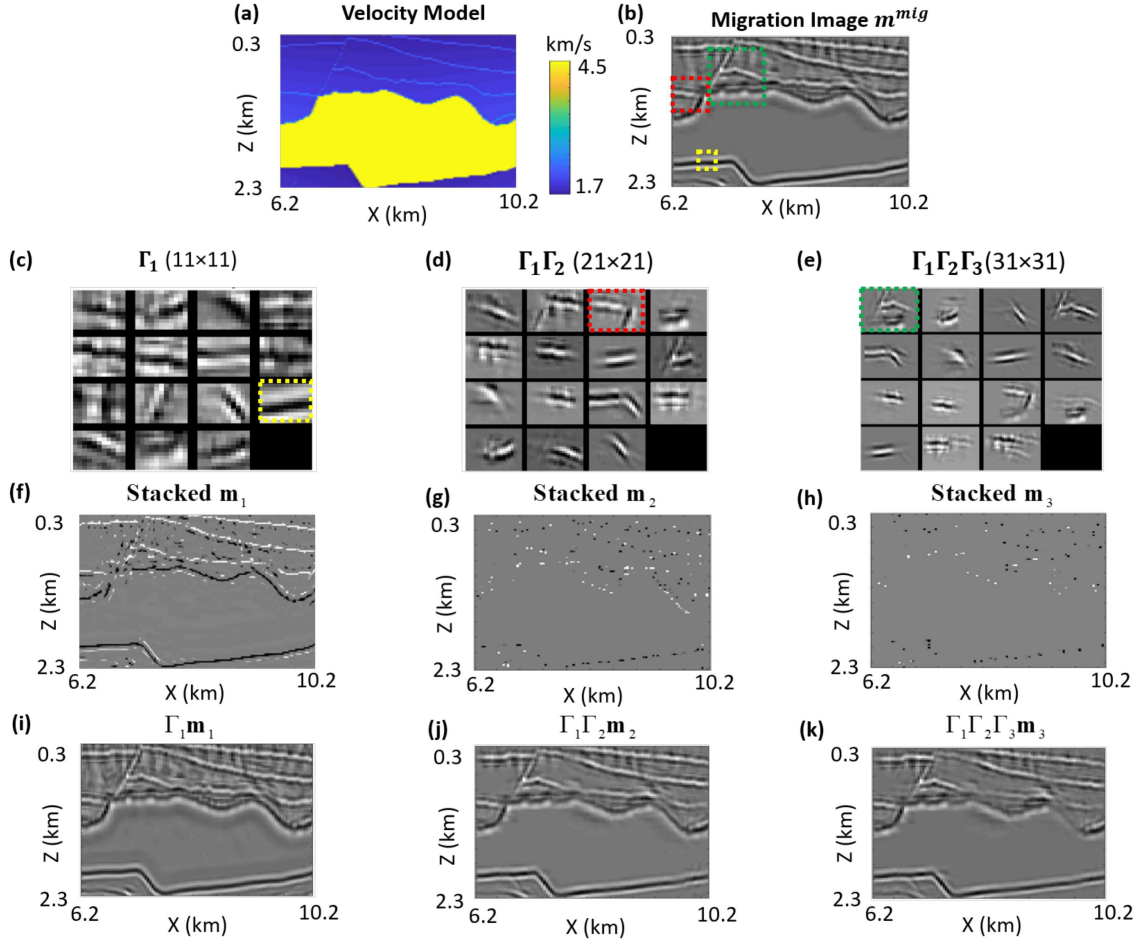 (a) Velocity Model
(b) Migration Image m^mig
km/s
0.3
4.5
Z (km)
1.7
2.3
6.2
X (km)
10.2
0.3
Z (km)
2.3
6.2
X (km)
10.2
(c) Γ₁ (11×11)
(d) Γ₁Γ₂ (21×21)
(e) Γ₁Γ₂Γ₃(31×31)
(f) Stacked m₁
(g) Stacked m₂
(h) Stacked m₃
0.3
Z (km)
2.3
6.2
X (km)
10.2
0.3
Z (km)
2.3
6.2
X (km)
10.2
0.3
Z (km)
2.3
6.2
X (km)
10.2
(i) Γ₁m₁
(j) Γ₁Γ₂m₂
(k) Γ₁Γ₂Γ₃m₃
0.3
Z (km)
2.3
6.2
X (km)
10.2
0.3
Z (km)
2.3
6.2
X (km)
10.2
0.3
Z (km)
2.3
6.2
X (km)
10.2